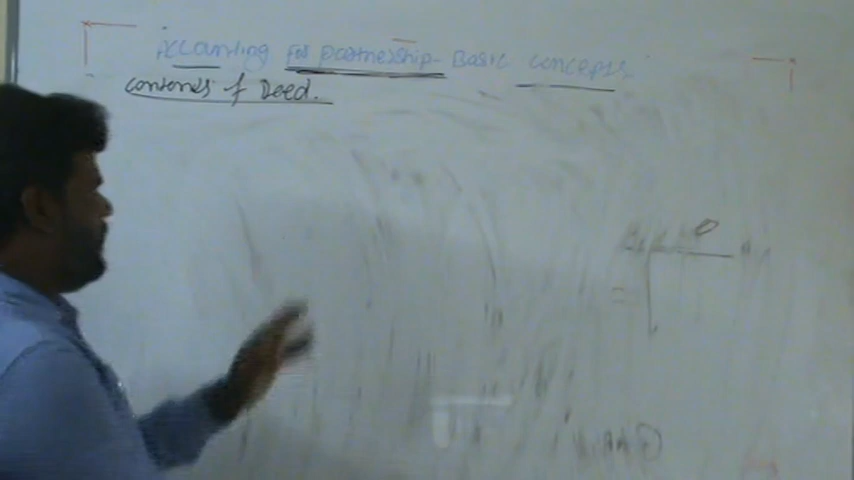 Accounting for partnership - Basic concepts
contents of Deed.